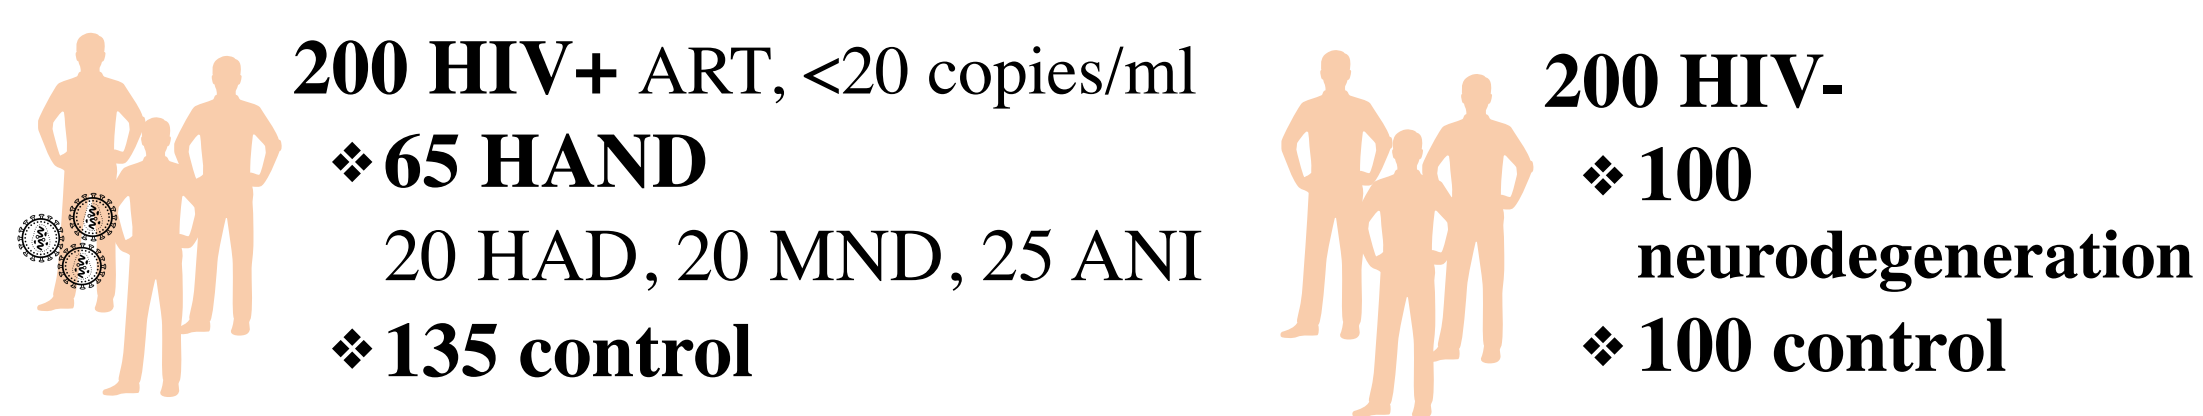 200 HIV+ ART, <20 copies/ml
❖ 65 HAND
20 HAD, 20 MND, 25 ANI
❖ 135 control
200 HIV-
❖ 100
neurodegeneration
❖ 100 control